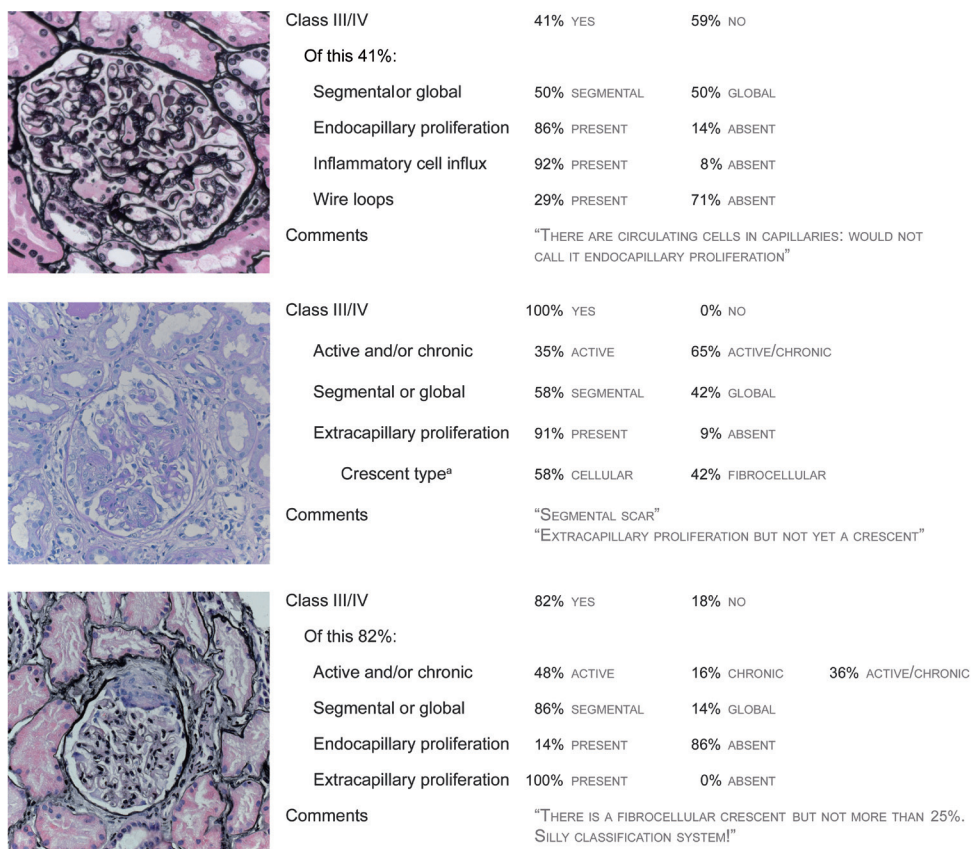 Class III/IV 41% YES 59% NO
Of this 41%:
Segmentalor global 50% SEGMENTAL 50% GLOBAL
Endocapillary proliferation 86% PRESENT 14% ABSENT
Inflammatory cell influx 92% PRESENT 8% ABSENT
Wire loops 29% PRESENT 71% ABSENT
Comments “THERE ARE CIRCULATING CELLS IN CAPILLARIES: WOULD NOT
CALL IT ENDOCAPILLARY PROLIFERATION”
Class III/IV 100% YES 0% NO
Active and/or chronic 35% ACTIVE 65% ACTIVE/CHRONIC
Segmental or global 58% SEGMENTAL 42% GLOBAL
Extracapillary proliferation 91% PRESENT 9% ABSENT
Crescent typeᵃ 58% CELLULAR 42% FIBROCELLULAR
Comments “SEGMENTAL SCAR”
“EXTRACAPILLARY PROLIFERATION BUT NOT YET A CRESCENT”
Class III/IV 82% YES 18% NO
Of this 82%:
Active and/or chronic 48% ACTIVE 16% CHRONIC 36% ACTIVE/CHRONIC
Segmental or global 86% SEGMENTAL 14% GLOBAL
Endocapillary proliferation 14% PRESENT 86% ABSENT
Extracapillary proliferation 100% PRESENT 0% ABSENT
Comments “THERE IS A FIBROCELLULAR CRESCENT BUT NOT MORE THAN 25%.
SILLY CLASSIFICATION SYSTEM!”